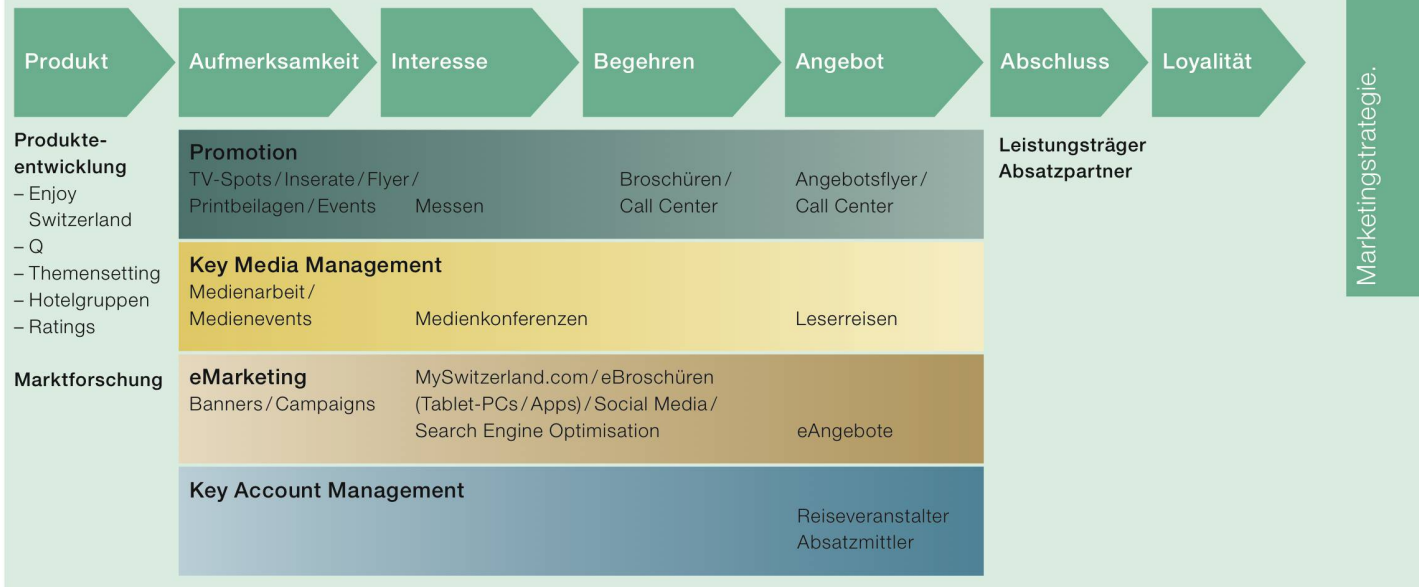 Produkt
Aufmerksamkeit
Interesse
Begehren
Angebot
Abschluss
Loyalität
Marketingstrategie.
Produkte-
entwicklung
– Enjoy
Switzerland
– Q
– Themensetting
– Hotelgruppen
– Ratings
Marktforschung
Promotion
TV-Spots / Inserate / Flyer /
Printbeilagen / Events
Messen
Broschüren /
Call Center
Angebotsflyer /
Call Center
Key Media Management
Medienarbeit /
Medienevents
Medienkonferenzen
Leserreisen
eMarketing
Banners / Campaigns
MySwitzerland.com / eBroschüren
(Tablet-PCs / Apps) / Social Media /
Search Engine Optimisation
eAngebote
Key Account Management
Reiseveranstalter
Absatzmittler
Leistungsträger
Absatzpartner